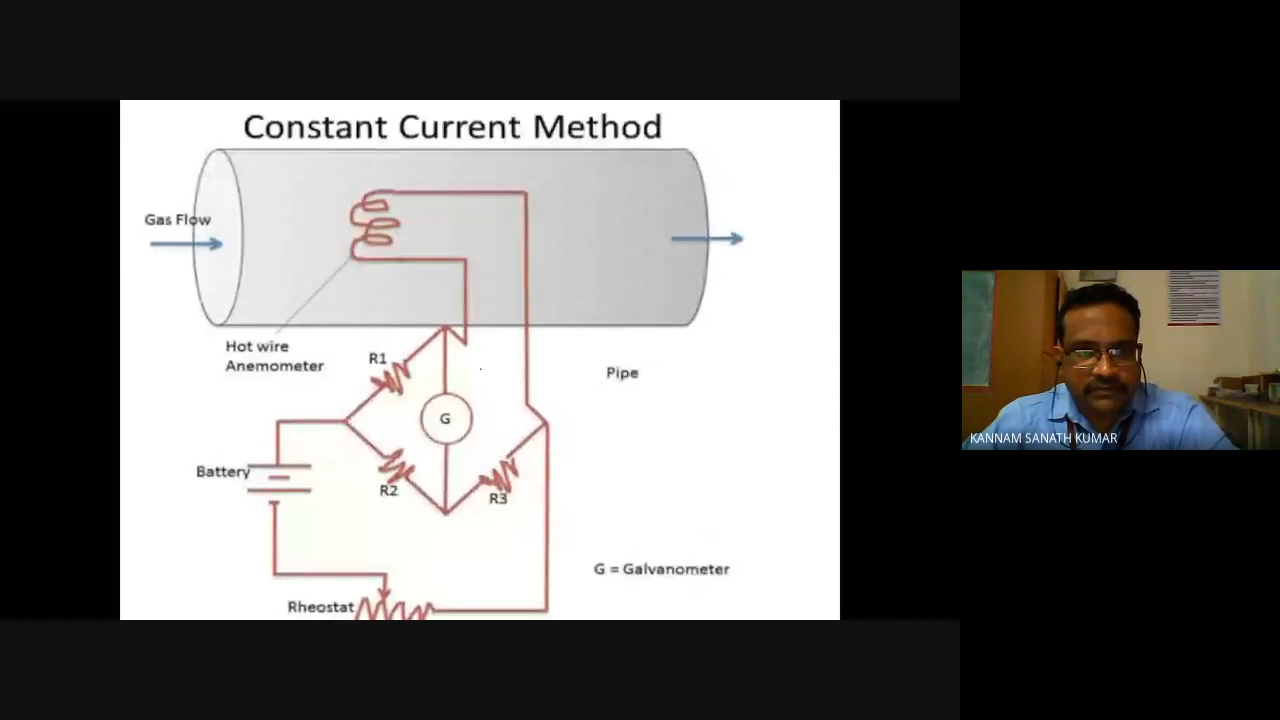 Constant Current Method
Gas Flow
Hot wire
Anemometer
R1
Pipe
G
Battery
R2
R3
G = Galvanometer
Rheostat
KANNAM SANATH KUMAR